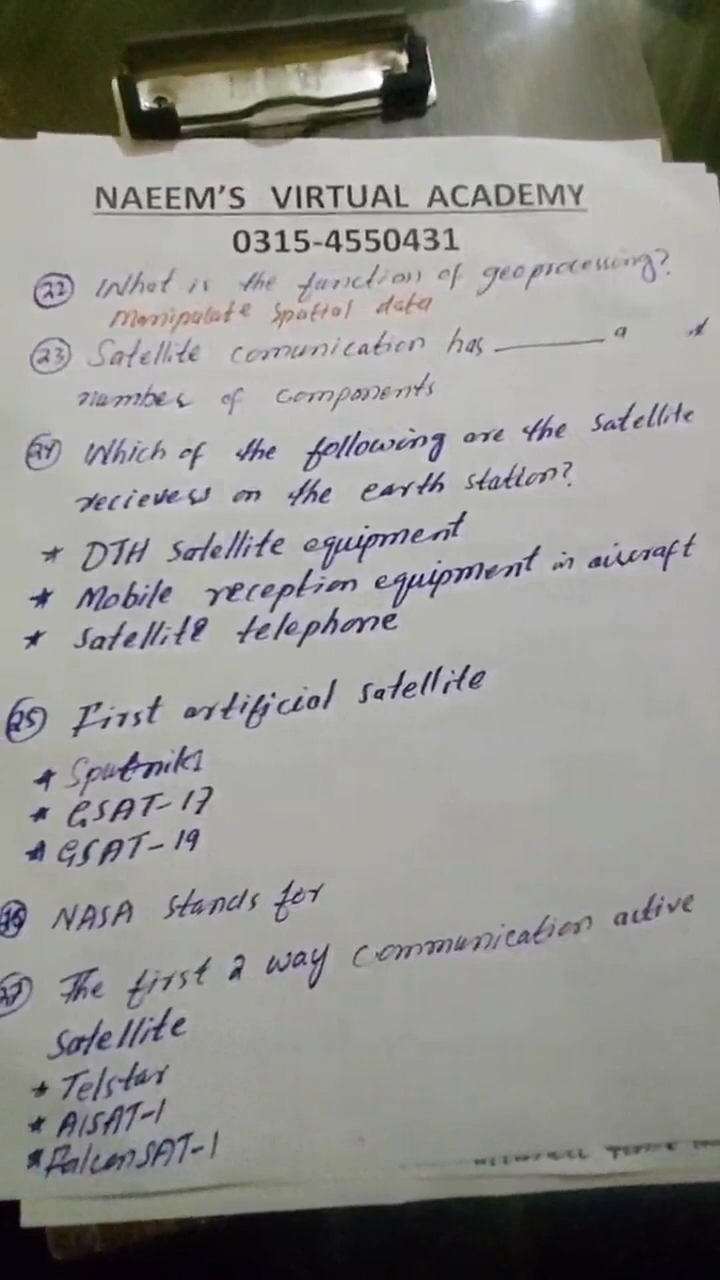 NAEEM'S VIRTUAL ACADEMY
0315-4550431
22 What is the function of geoprocessing?
Manipulate Spatial data
23 Satellite comunication has ______ a
number of components
24 Which of the following are the satellite
recievers on the earth station?
* DTH Satellite equipment
* Mobile reception equipment in aircraft
* Satellite telephone
25 First artificial satellite
* Sputnik1
* GSAT-17
* GSAT-19
NASA stands for
The first 2 way communication active
Satellite
* Telstar
* AISAT-1
* FalconSAT-1